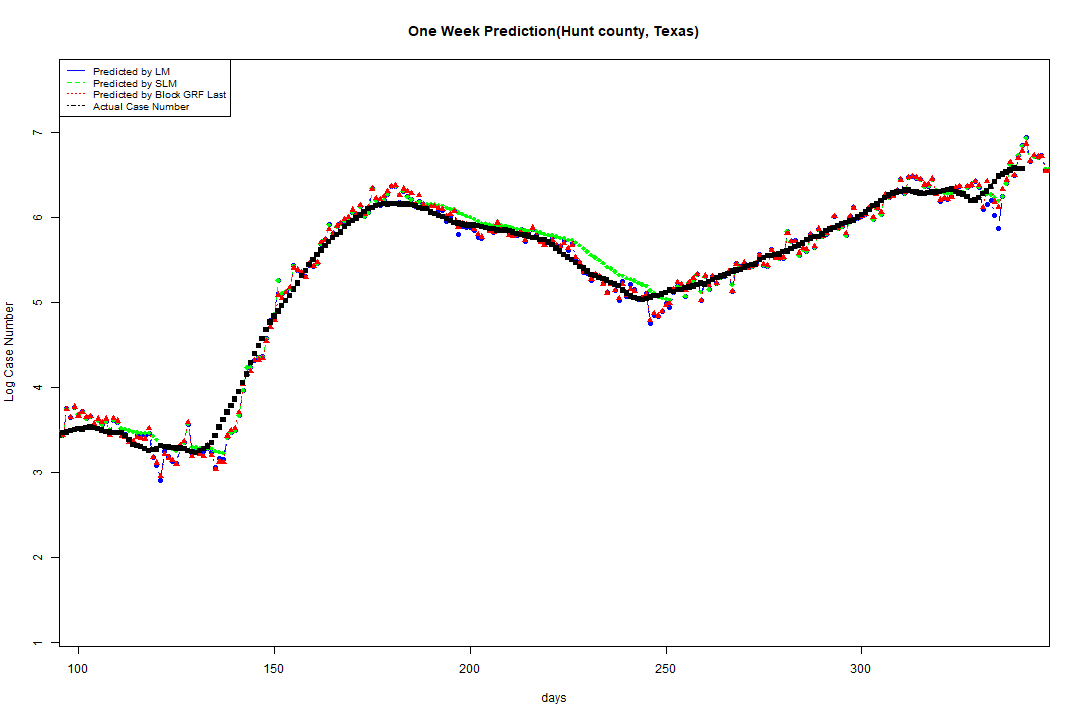 One Week Prediction(Hunt county, Texas)
Predicted by LM
Predicted by SLM
Predicted by Block GRF Last
Actual Case Number
7
6
5
4
3
2
1
Log Case Number
100 150 200 250 300
days